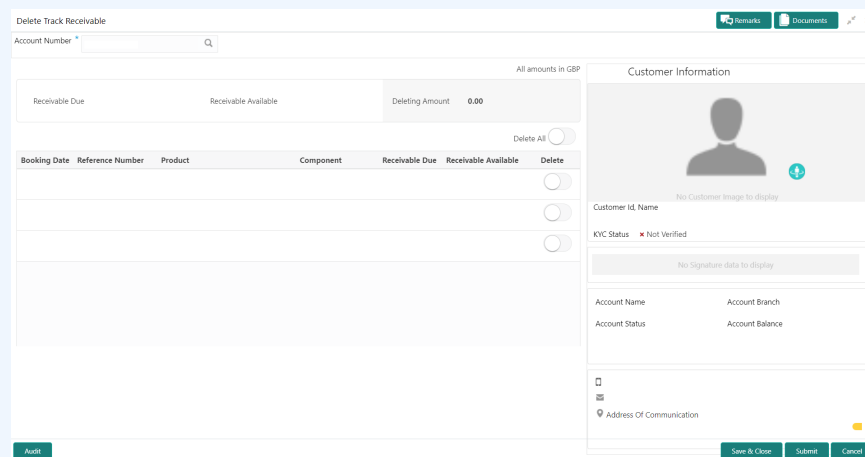 Delete Track Receivable
Remarks
Documents
Account Number *
All amounts in GBP
Receivable Due
Receivable Available
Deleting Amount 0.00
Delete All
Booking Date Reference Number Product Component Receivable Due Receivable Available Delete
Customer Information
No Customer Image to display
Customer Id, Name
KYC Status × Not Verified
No Signature data to display
Account Name
Account Branch
Account Status
Account Balance
Address Of Communication
Audit
Save & Close
Submit
Cancel